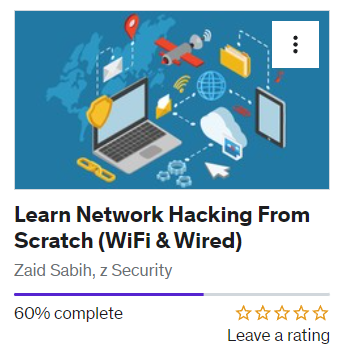 Learn Network Hacking From
Scratch (WiFi & Wired)
Zaid Sabih, z Security
60% complete
Leave a rating